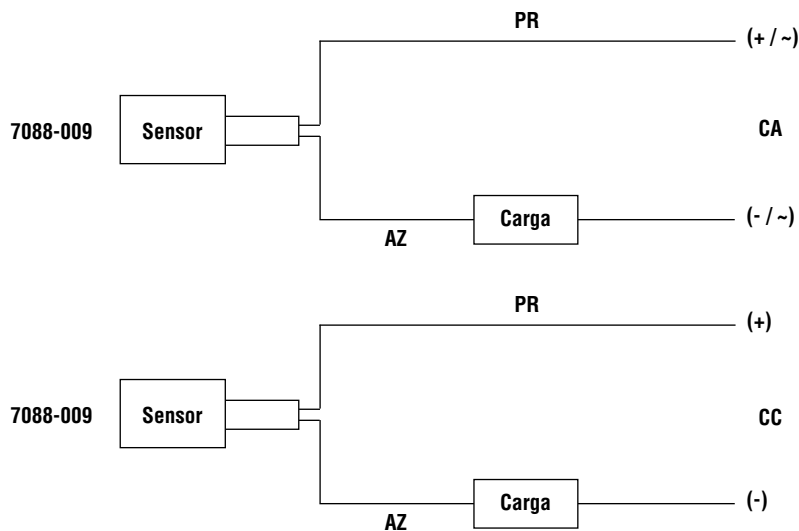 PR
(+ / ~)
7088-009
Sensor
CA
Carga
(- / ~)
AZ
PR
(+)
7088-009
Sensor
CC
Carga
(-)
AZ